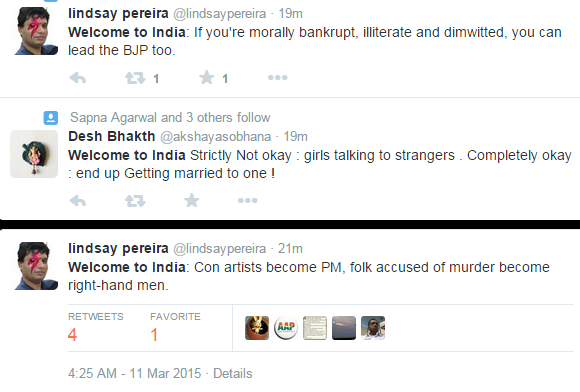 lindsay pereira @lindsaypereira · 19m
Welcome to India: If you're morally bankrupt, illiterate and dimwitted, you can
lead the BJP too.
1 1
Sapna Agarwal and 3 others follow
Desh Bhakth @akshayasobhana · 19m
Welcome to India Strictly Not okay : girls talking to strangers . Completely okay
: end up Getting married to one !
lindsay pereira @lindsaypereira · 21m
Welcome to India: Con artists become PM, folk accused of murder become
right-hand men.
RETWEETS FAVORITE
4 1
AAP
4:25 AM - 11 Mar 2015 · Details